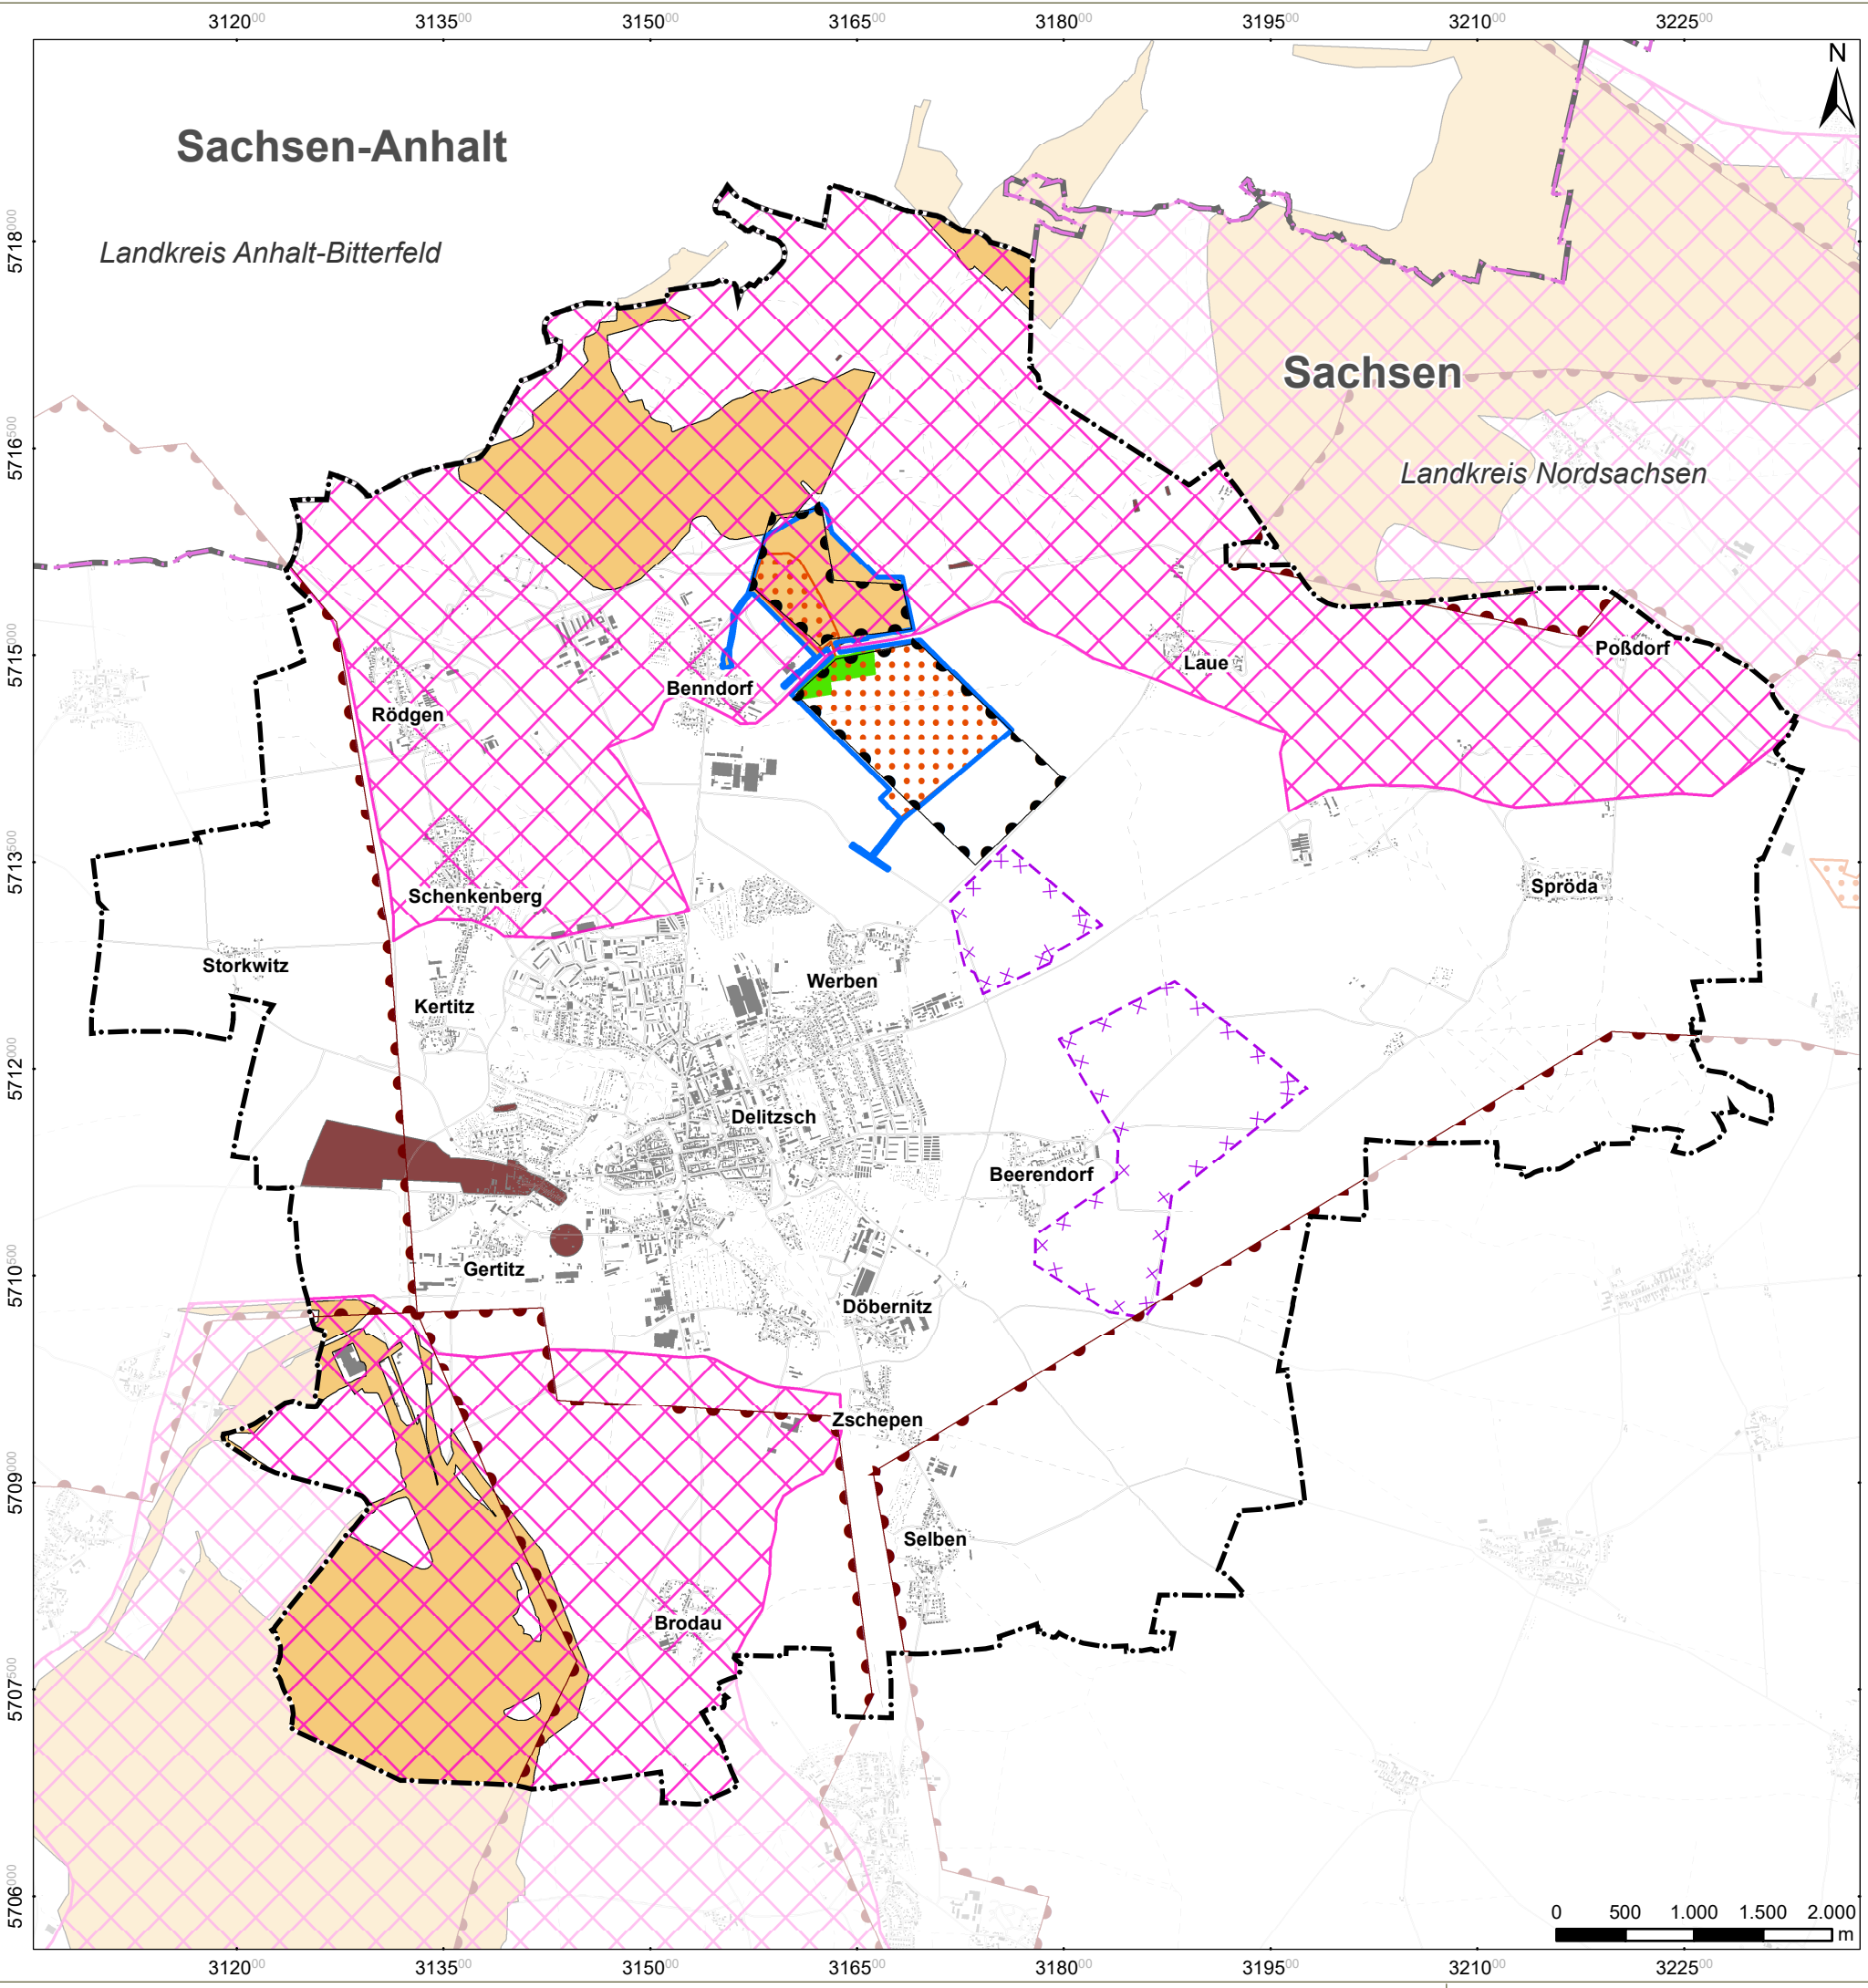 312000 313500 315000 316500 318000 319500 321000 322500
N
Sachsen-Anhalt
Landkreis Anhalt-Bitterfeld
5718000
Sachsen
5716500
Landkreis Nordsachsen
5715000
Poßdorf
Laue
Benndorf
Rödgen
5713500
Spröda
Schenkenberg
Storkwitz
Werben
Kertitz
5712000
Delitzsch
Beerendorf
5710500
Gertitz
Döbernitz
Zschepen
5709000
Selben
Brodau
5707500
5706000
0 500 1.000 1.500 2.000
m
312000 313500 315000 316500 318000 319500 321000 322500